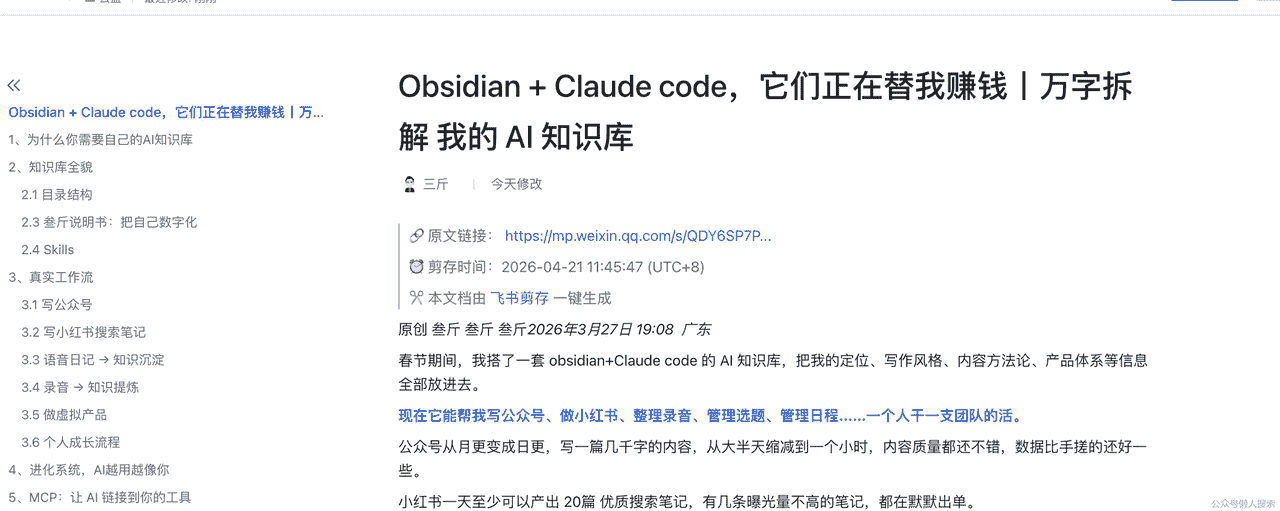 Obsidian + Claude code，它们正在替我赚钱丨万...
1、为什么你需要自己的AI知识库
2、知识库全貌
2.1 目录结构
2.3 叁斤说明书：把自己数字化
2.4 Skills
3、真实工作流
3.1 写公众号
3.2 写小红书搜索笔记
3.3 语音日记 → 知识沉淀
3.4 录音 → 知识提炼
3.5 做虚拟产品
3.6 个人成长流程
4、进化系统，AI越用越像你
5、MCP：让 AI 链接到你的工具
Obsidian + Claude code，它们正在替我赚钱丨万字拆
解 我的 AI 知识库
三斤
今天修改
原文链接： https://mp.weixin.qq.com/s/QDY6SP7P...
剪存时间：2026-04-21 11:45:47 (UTC+8)
本文档由 飞书剪存 一键生成
原创 叁斤 叁斤 叁斤2026年3月27日 19:08 广东
春节期间，我搭了一套 obsidian+Claude code 的 AI 知识库，把我的定位、写作风格、内容方法论、产品体系等信息
全部放进去。
现在它能帮我写公众号、做小红书、整理录音、管理选题、管理日程......一个人干一支团队的活。
公众号从月更变成日更，写一篇几千字的内容，从大半天缩减到一个小时，内容质量都还不错，数据比手搓的还好一
些。
小红书一天至少可以产出 20篇 优质搜索笔记，有几条曝光量不高的笔记，都在默默出单。
公众号懒人搜索